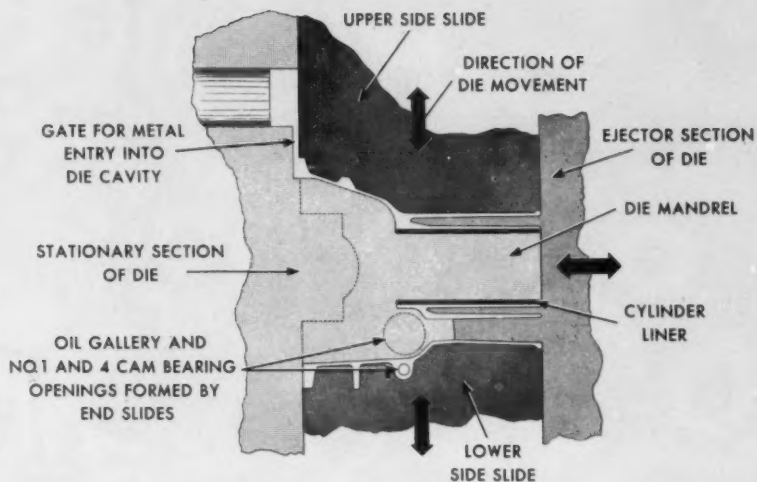 UPPER SIDE SLIDE
DIRECTION OF
DIE MOVEMENT
GATE FOR METAL
ENTRY INTO
DIE CAVITY
EJECTOR SECTION
OF DIE
DIE MANDREL
STATIONARY SECTION
OF DIE
CYLINDER
LINER
OIL GALLERY AND
NO.1 AND 4 CAM BEARING
OPENINGS FORMED BY
END SLIDES
LOWER
SIDE SLIDE